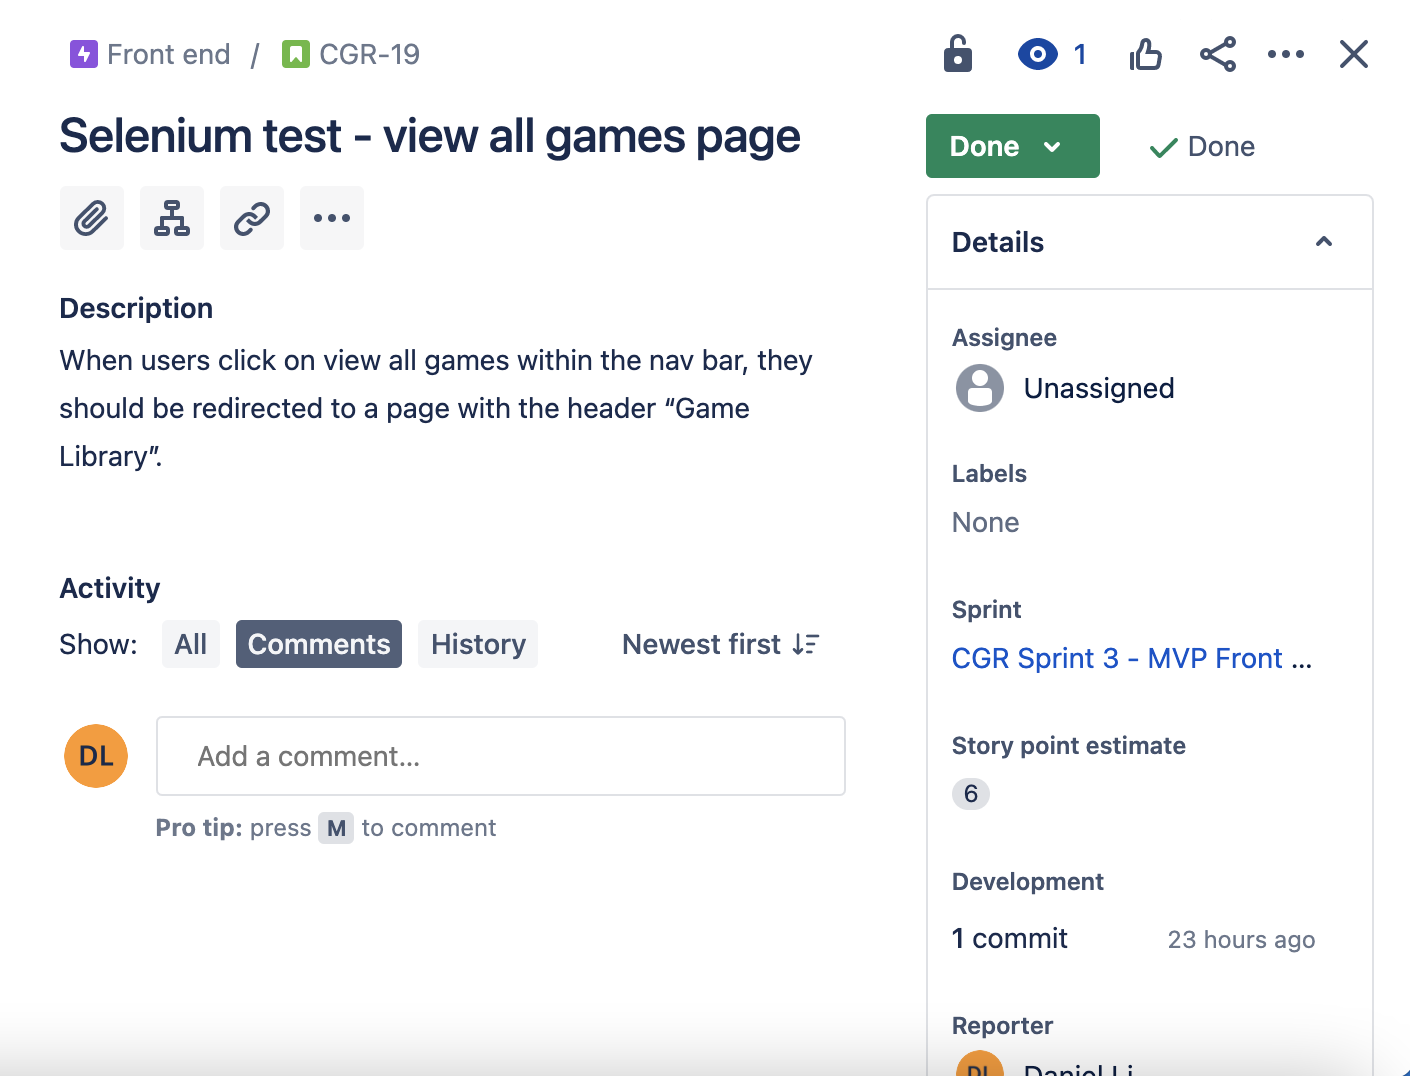 Front end / CGR-19
1
Selenium test - view all games page
Done
Done
Details
Description
When users click on view all games within the nav bar, they
should be redirected to a page with the header “Game
Library”.
Assignee
Unassigned
Labels
None
Activity
Show: All Comments History Newest first
Sprint
CGR Sprint 3 - MVP Front ...
DL
Add a comment...
Pro tip: press M to comment
Story point estimate
6
Development
1 commit 23 hours ago
Reporter
DL Daniel Li